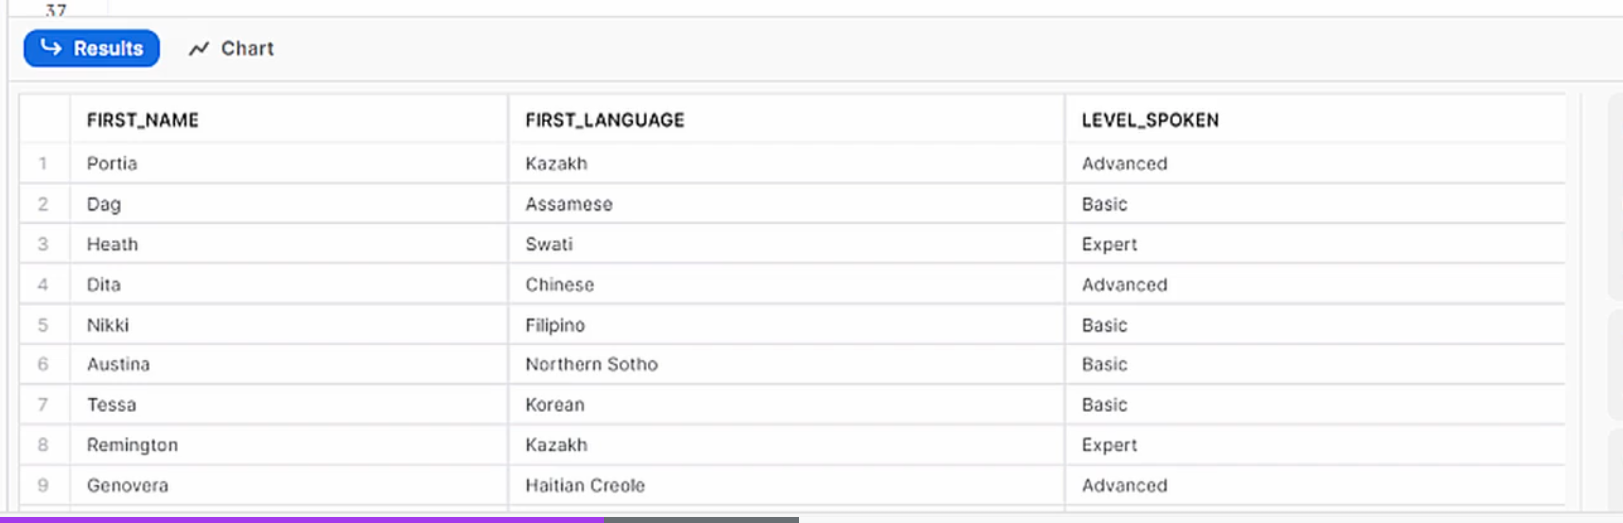 37
Results Chart
FIRST_NAME FIRST_LANGUAGE LEVEL_SPOKEN
1 Portia Kazakh Advanced
2 Dag Assamese Basic
3 Heath Swati Expert
4 Dita Chinese Advanced
5 Nikki Filipino Basic
6 Austina Northern Sotho Basic
7 Tessa Korean Basic
8 Remington Kazakh Expert
9 Genovera Haitian Creole Advanced